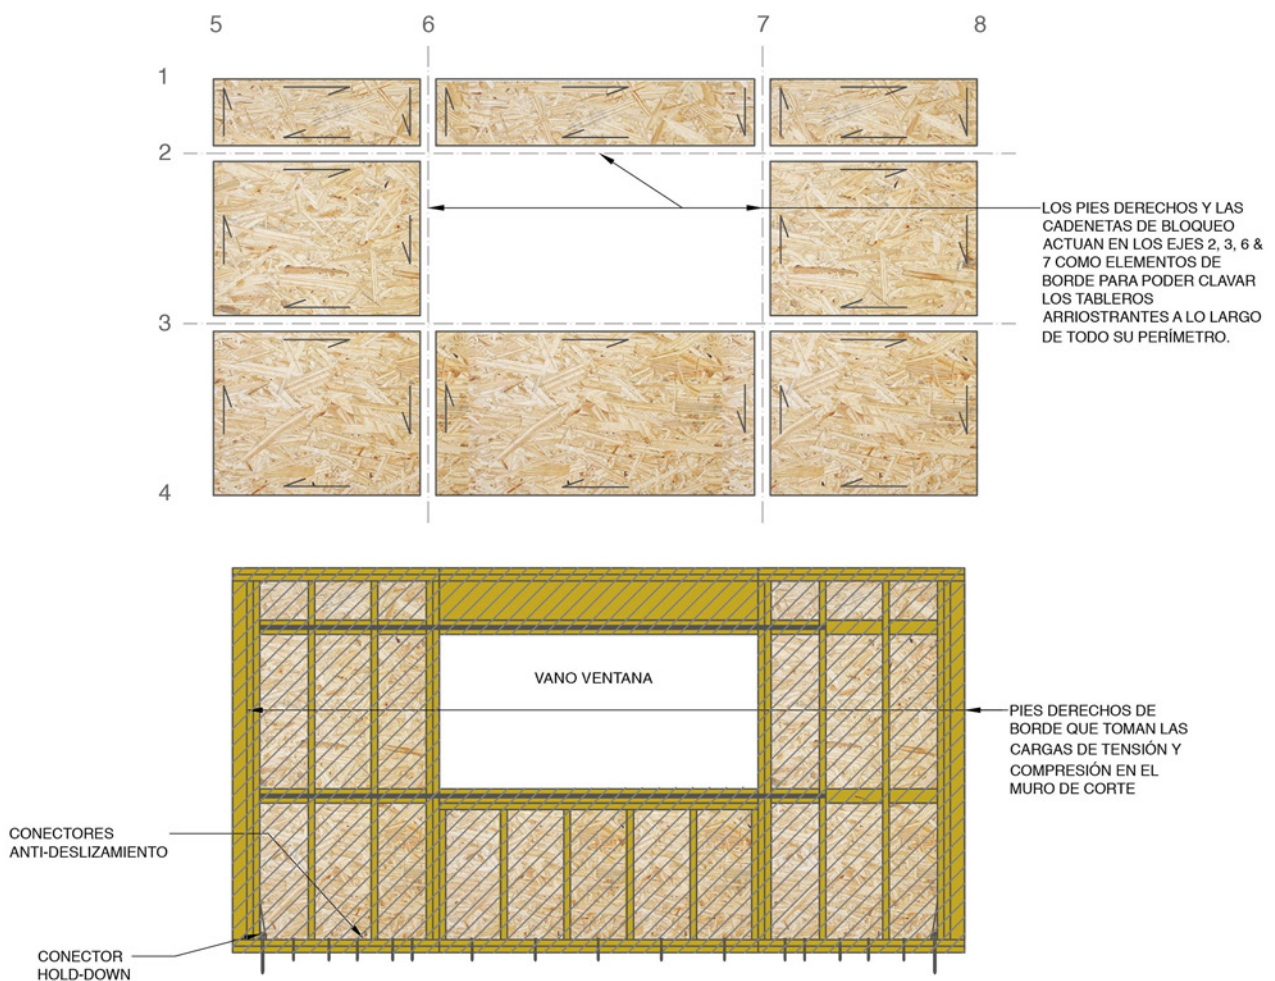 5 6 7 8
1
2
LOS PIES DERECHOS Y LAS
CADENETAS DE BLOQUEO
ACTUAN EN LOS EJES 2, 3, 6 &
7 COMO ELEMENTOS DE
BORDE PARA PODER CLAVAR
LOS TABLEROS
ARRIOSTRANTES A LO LARGO
DE TODO SU PERÍMETRO.
3
4
VANO VENTANA
PIES DERECHOS DE
BORDE QUE TOMAN LAS
CARGAS DE TENSIÓN Y
COMPRESIÓN EN EL
MURO DE CORTE
CONECTORES
ANTI-DESLIZAMIENTO
CONECTOR
HOLD-DOWN